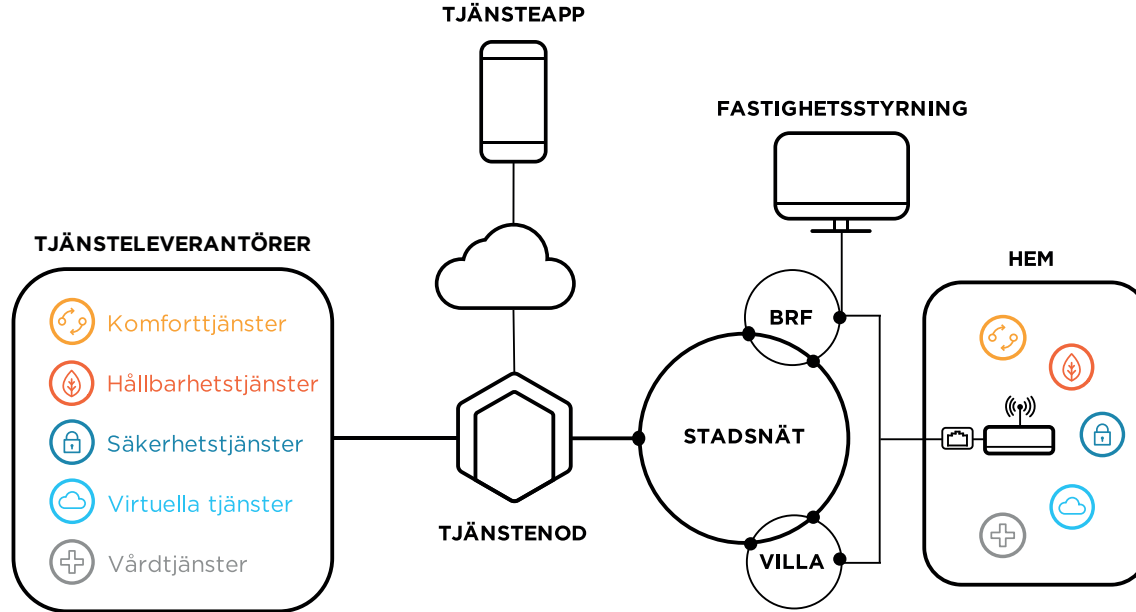 TJÄNSTEAPP
FASTIGHETSSTYRNING
TJÄNSTELEVERANTÖRER
HEM
Komforttjänster
Hållbarhetstjänster
Säkerhetstjänster
Virtuella tjänster
Vårdtjänster
BRF
STADSNÄT
TJÄNSTENOD
VILLA